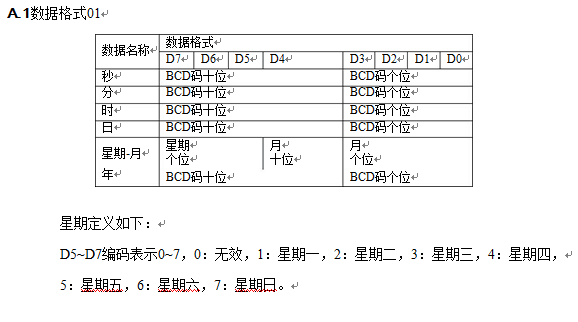 A.1数据格式01
数据名称 数据格式
D7 D6 D5 D4 D3 D2 D1 D0
秒 BCD码十位 BCD码个位
分 BCD码十位 BCD码个位
时 BCD码十位 BCD码个位
日 BCD码十位 BCD码个位
星期-月 星期个位 月十位 月个位
年 BCD码十位 BCD码个位
星期定义如下：
D5~D7编码表示0~7，0：无效，1：星期一，2：星期二，3：星期三，4：星期四，
5：星期五，6：星期六，7：星期日。